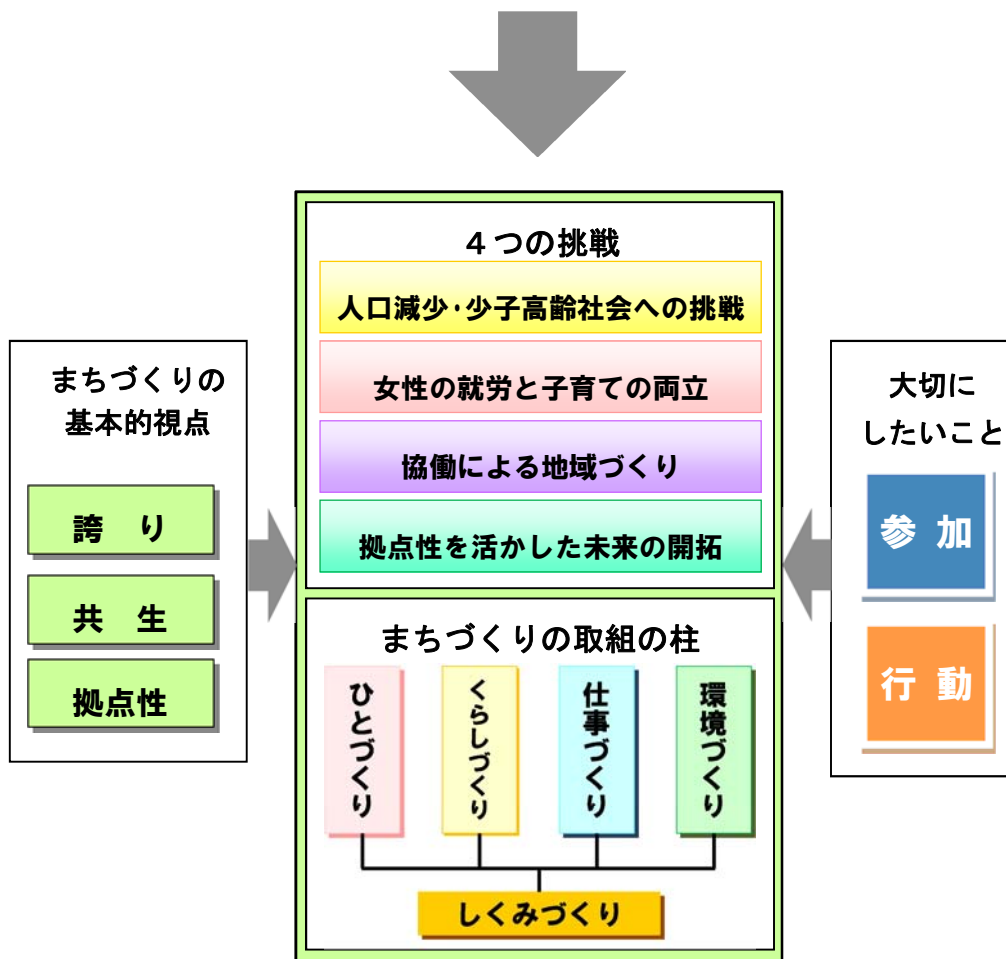 ４つの挑戦
人口減少･少子高齢社会への挑戦
女性の就労と子育ての両立
協働による地域づくり
拠点性を活かした未来の開拓
まちづくりの
基本的視点
誇 り
共 生
拠点性
大切に
したいこと
参 加
行 動
まちづくりの取組の柱
ひとづくり
くらしづくり
仕事づくり
環境づくり
しくみづくり